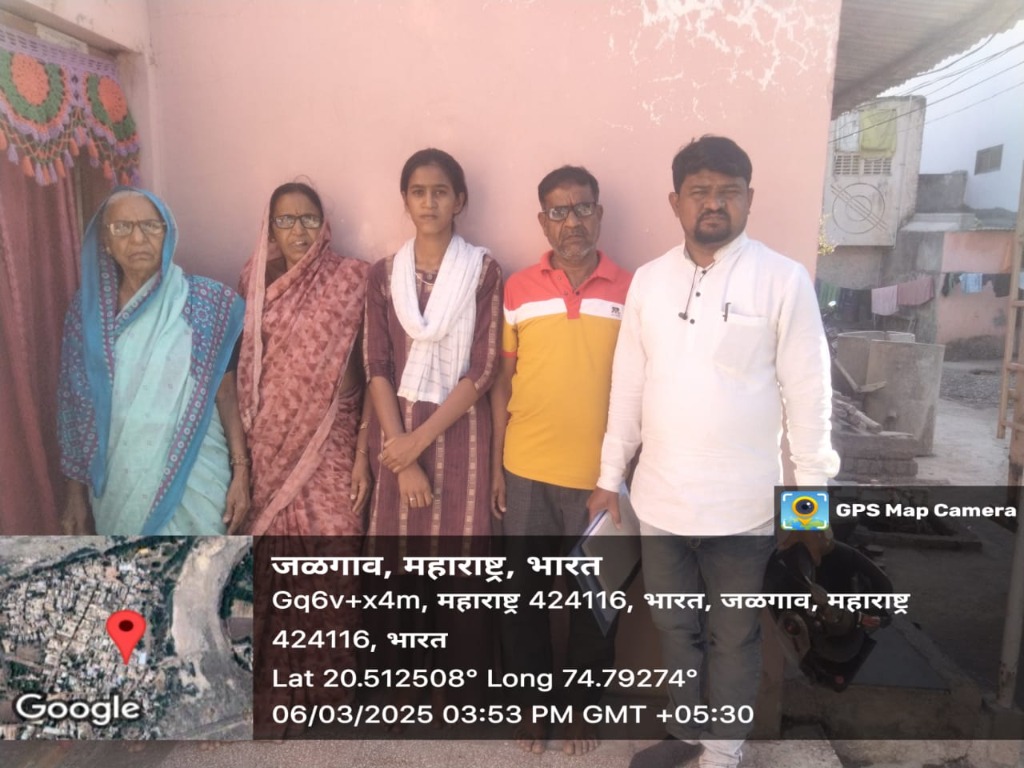 GPS Map Camera
जळगाव, महाराष्ट्र, भारत
Gq6v+x4m, महाराष्ट्र 424116, भारत, जळगाव, महाराष्ट्र
424116, भारत
Lat 20.512508° Long 74.79274°
06/03/2025 03:53 PM GMT +05:30
Google